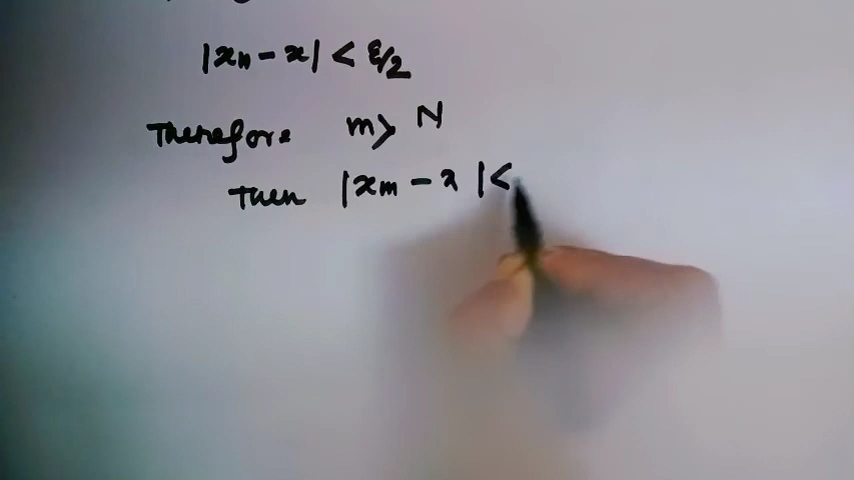 |xn - x| < ε/2
Therefore m > N
Then |xm - x| <